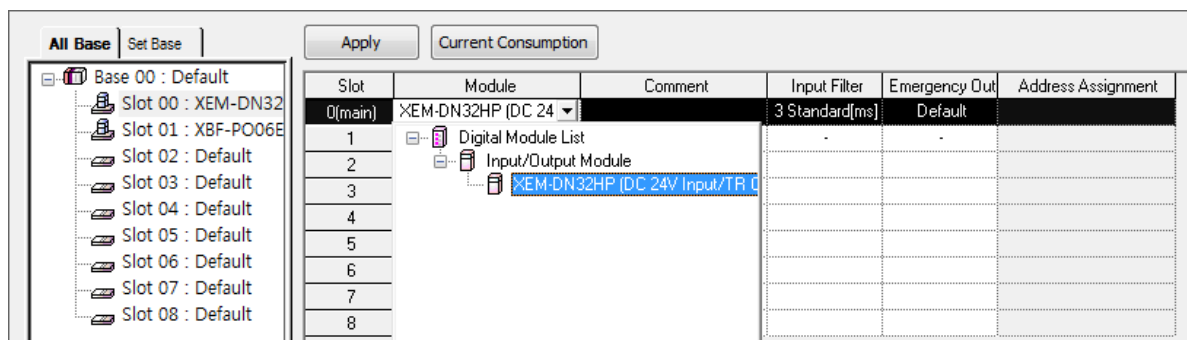 All Base Set Base Apply Current Consumption
Base 00 : Default
Slot 00 : XEM-DN32
Slot 01 : XBF-PO06E
Slot 02 : Default
Slot 03 : Default
Slot 04 : Default
Slot 05 : Default
Slot 06 : Default
Slot 07 : Default
Slot 08 : Default
Slot Module Comment Input Filter Emergency Out Address Assignment
0(main) XEM-DN32HP (DC 24 3 Standard[ms] Default
1 Digital Module List - -
2 Input/Output Module
3 XEM-DN32HP (DC 24V Input/TR O
4
5
6
7
8